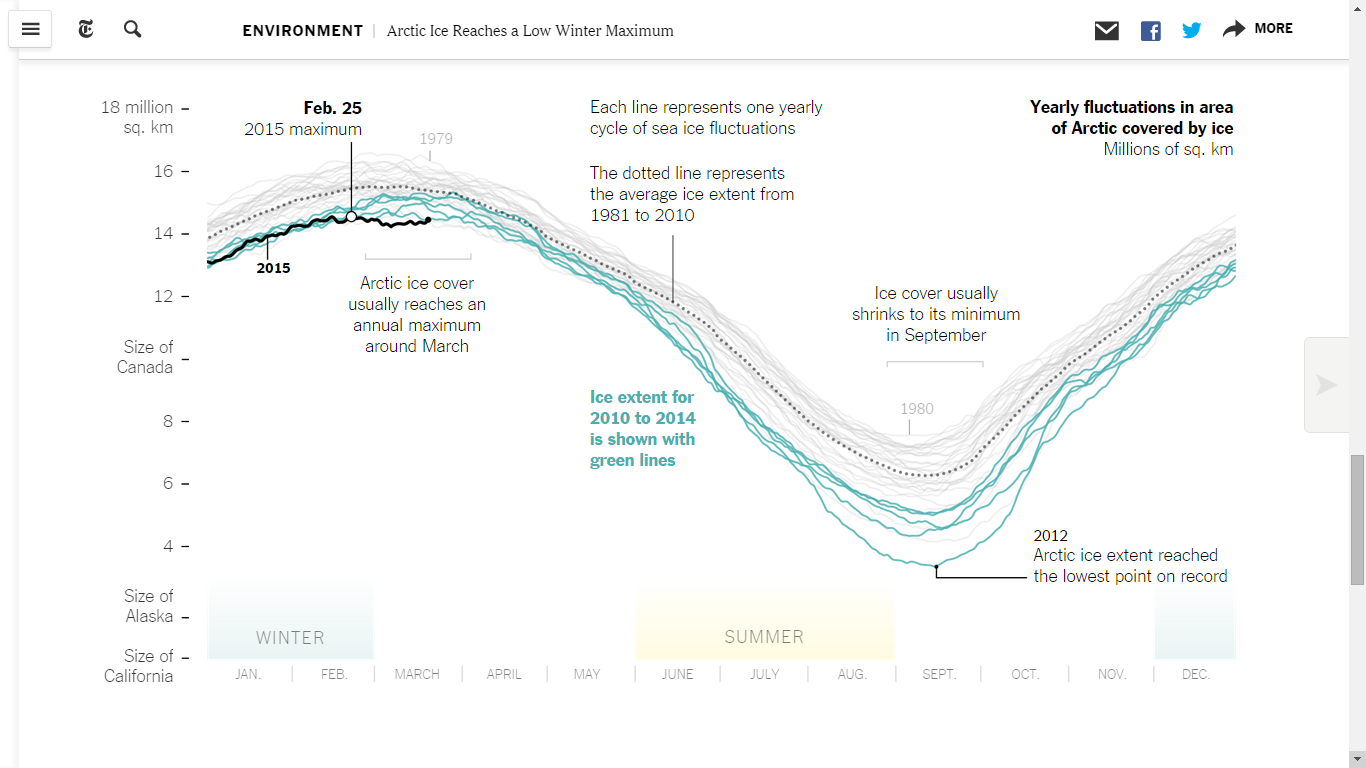 ENVIRONMENT | Arctic Ice Reaches a Low Winter Maximum
MORE
18 million
sq. km
16
14
12
Size of
Canada
8
6
4
Size of
Alaska
Size of
California
Feb. 25
2015 maximum
1979
2015
Arctic ice cover
usually reaches an
annual maximum
around March
Each line represents one yearly
cycle of sea ice fluctuations
The dotted line represents
the average ice extent from
1981 to 2010
Yearly fluctuations in area
of Arctic covered by ice
Millions of sq. km
Ice cover usually
shrinks to its minimum
in September
1980
Ice extent for
2010 to 2014
is shown with
green lines
2012
Arctic ice extent reached
the lowest point on record
WINTER
SUMMER
JAN. FEB. MARCH APRIL MAY JUNE JULY AUG. SEPT. OCT. NOV. DEC.